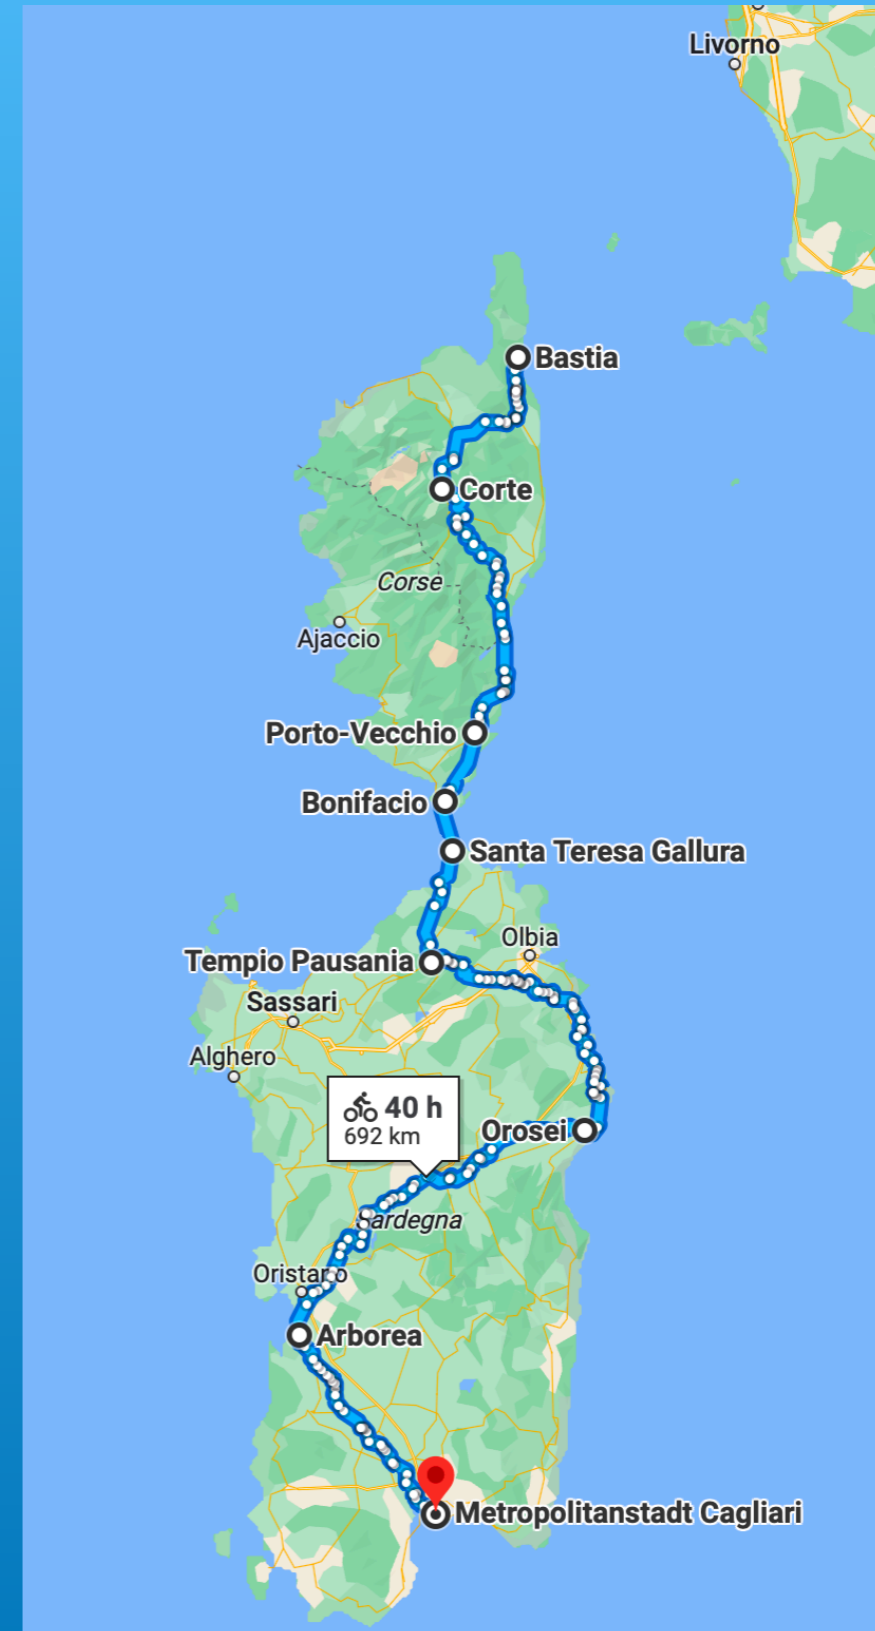 Livorno
Bastia
Corte
Corse
Ajaccio
Porto-Vecchio
Bonifacio
Santa Teresa Gallura
Olbia
Tempio Pausania
Sassari
Alghero
40 h
692 km
Orosei
Sardegna
Oristano
Arborea
Metropolitanstadt Cagliari